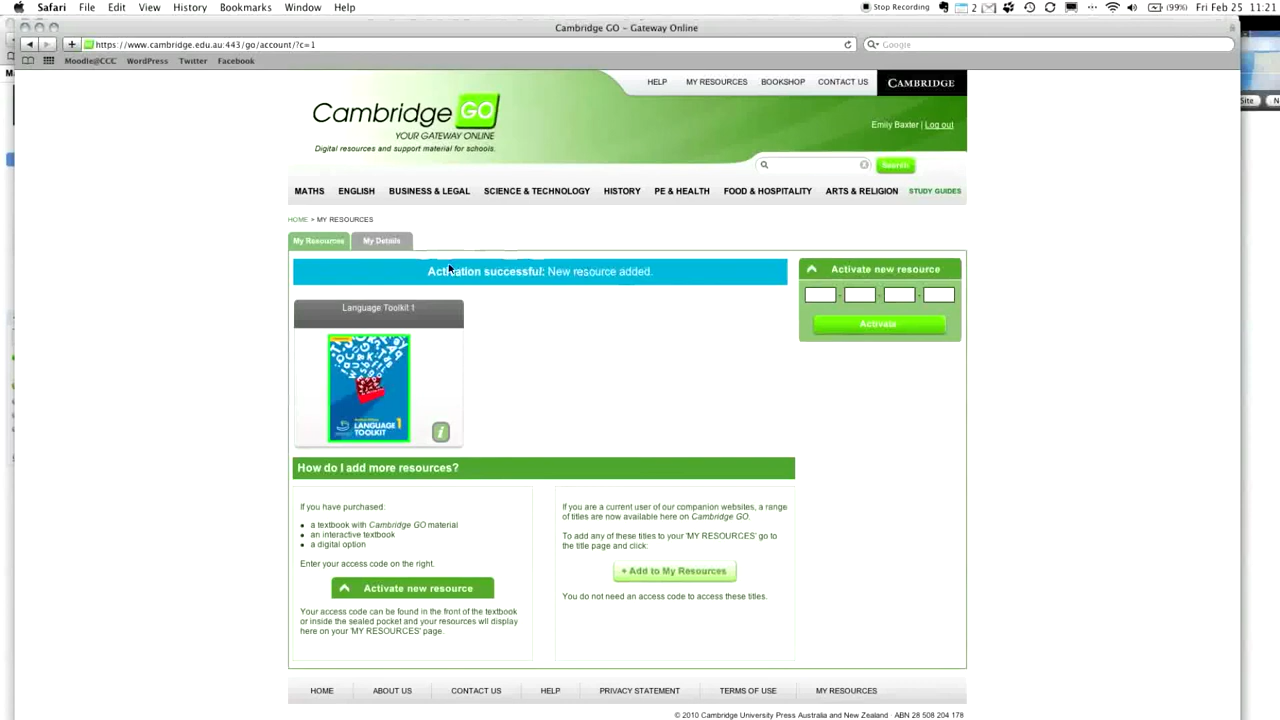 Safari File Edit View History Bookmarks Window Help Stop Recording 2 (99%) Fri Feb 25 11:21
Cambridge GO – Gateway Online
https://www.cambridge.edu.au:443/go/account/?c=1 Google
Moodle@CCC WordPress Twitter Facebook
HELP MY RESOURCES BOOKSHOP CONTACT US CAMBRIDGE
Cambridge GO
YOUR GATEWAY ONLINE
Digital resources and support material for schools.
Emily Baxter | Log out
Search
MATHS ENGLISH BUSINESS & LEGAL SCIENCE & TECHNOLOGY HISTORY PE & HEALTH FOOD & HOSPITALITY ARTS & RELIGION STUDY GUIDES
HOME > MY RESOURCES
My Resources My Details
Activation successful: New resource added.
Activate new resource
Activate
Language Toolkit 1
LANGUAGE 1
TOOLKIT
i
How do I add more resources?
If you have purchased:
• a textbook with Cambridge GO material
• an interactive textbook
• a digital option
Enter your access code on the right.
Activate new resource
Your access code can be found in the front of the textbook
or inside the sealed pocket and your resources will display
here on your 'MY RESOURCES' page.
If you are a current user of our companion websites, a range
of titles are now available here on Cambridge GO.
To add any of these titles to your 'MY RESOURCES' go to
the title page and click:
+ Add to My Resources
You do not need an access code to access these titles.
HOME ABOUT US CONTACT US HELP PRIVACY STATEMENT TERMS OF USE MY RESOURCES
© 2010 Cambridge University Press Australia and New Zealand · ABN 28 508 204 178